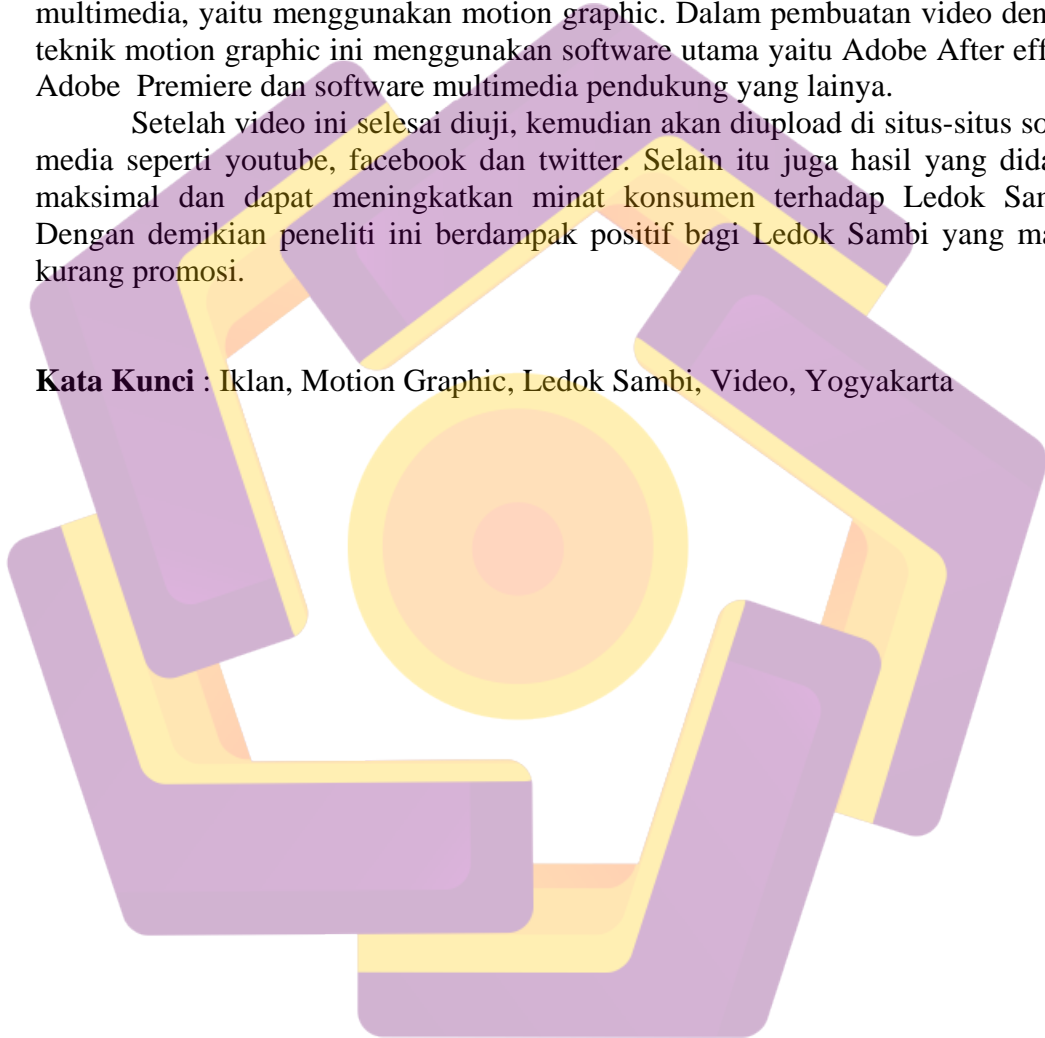 multimedia, yaitu menggunakan motion graphic. Dalam pembuatan video den
teknik motion graphic ini menggunakan software utama yaitu Adobe After eff
Adobe Premiere dan software multimedia pendukung yang lainya.
Setelah video ini selesai diuji, kemudian akan diupload di situs-situs so
media seperti youtube, facebook dan twitter. Selain itu juga hasil yang dida
maksimal dan dapat meningkatkan minat konsumen terhadap Ledok Sam
Dengan demikian peneliti ini berdampak positif bagi Ledok Sambi yang ma
kurang promosi.
Kata Kunci : Iklan, Motion Graphic, Ledok Sambi, Video, Yogyakarta